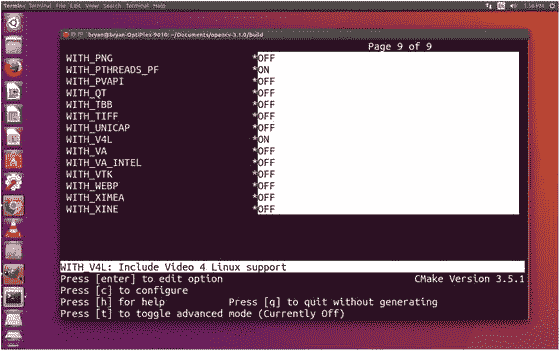 Terminal Terminal File Edit View Search Terminal Help 1:56 PM
bryan@bryan-OptiPlex-9010: ~/Documents/opencv-3.1.0/build
Page 9 of 9
WITH_PNG *OFF
WITH_PTHREADS_PF *ON
WITH_PVAPI *OFF
WITH_QT *OFF
WITH_TBB *OFF
WITH_TIFF *OFF
WITH_UNICAP *OFF
WITH_V4L *ON
WITH_VA *OFF
WITH_VA_INTEL *OFF
WITH_VTK *OFF
WITH_WEBP *OFF
WITH_XIMEA *OFF
WITH_XINE *OFF
WITH_V4L: Include Video 4 Linux support
Press [enter] to edit option CMake Version 3.5.1
Press [c] to configure
Press [h] for help Press [q] to quit without generating
Press [t] to toggle advanced mode (Currently Off)